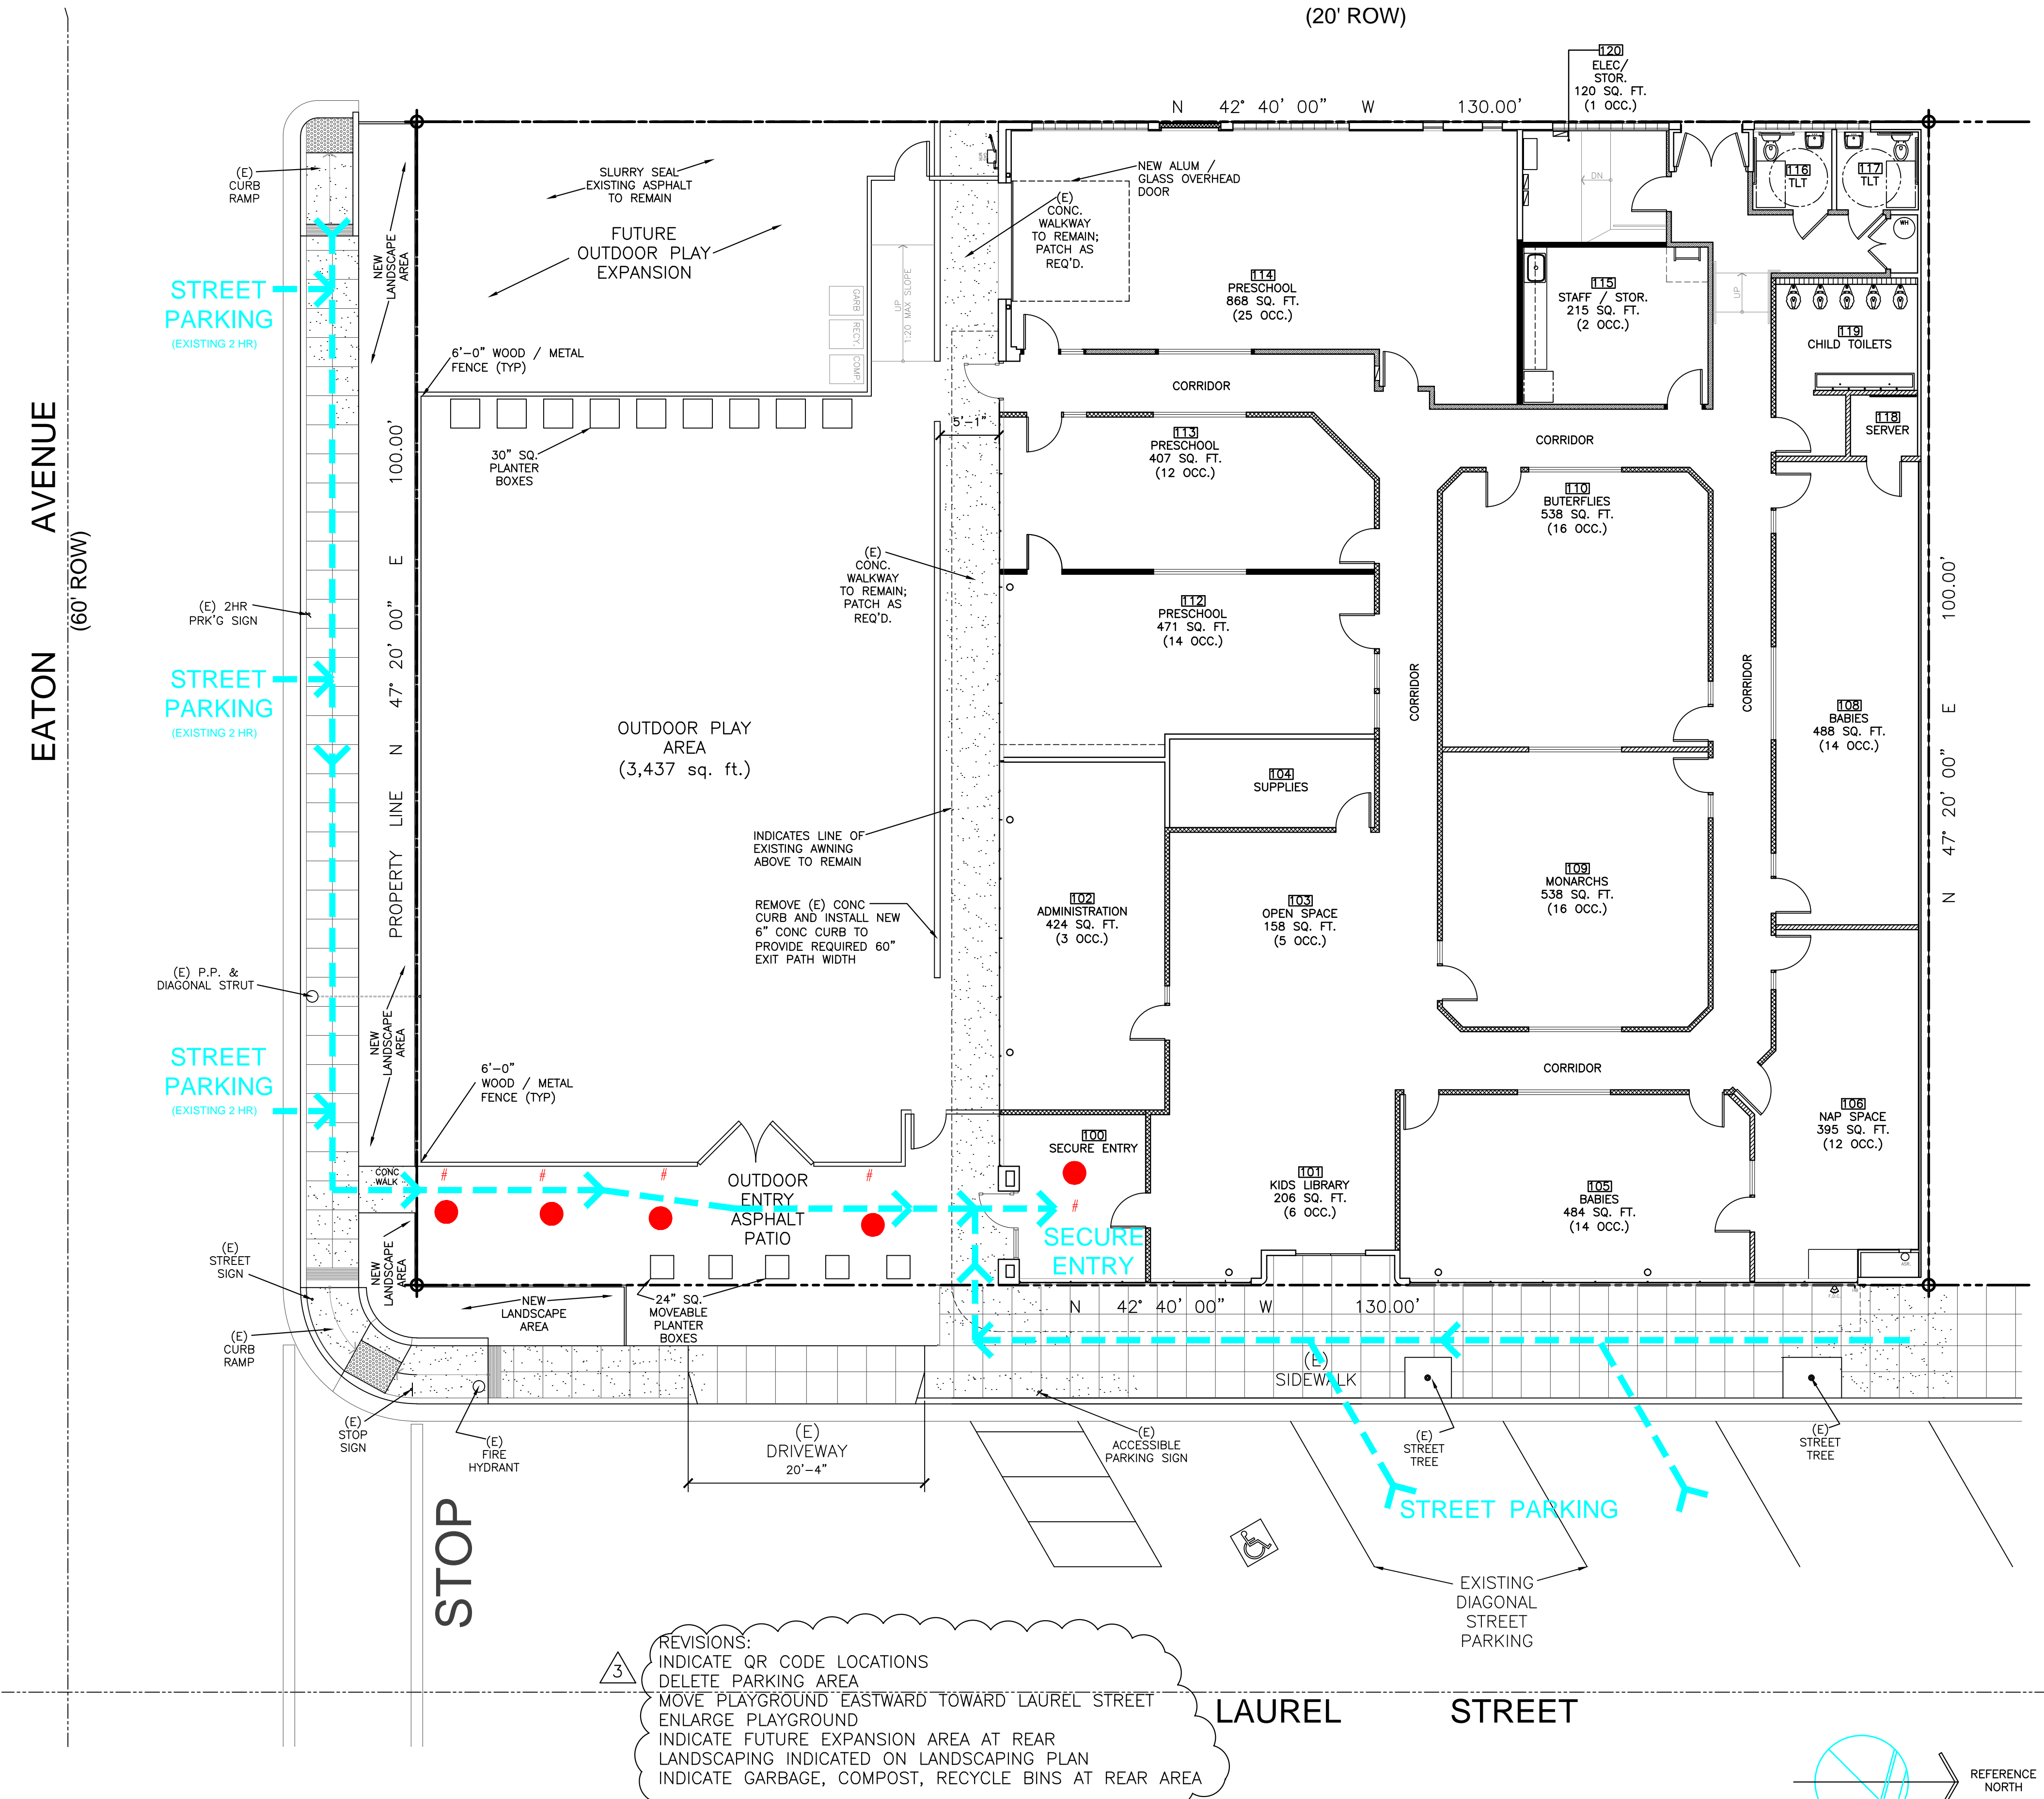 (20' ROW)
120
ELEC/
STOR.
120 SQ. FT.
(1 OCC.)
N 42° 40' 00" W 130.00'
(E)
CURB
RAMP
SLURRY SEAL
EXISTING ASPHALT
TO REMAIN
FUTURE
OUTDOOR PLAY
EXPANSION
NEW
LANDSCAPE
AREA
NEW ALUM /
GLASS OVERHEAD
DOOR
(E)
CONC.
WALKWAY
TO REMAIN;
PATCH AS
REQ'D.
DN
116
TLT
117
TLT
WH
114
PRESCHOOL
868 SQ. FT.
(25 OCC.)
115
STAFF / STOR.
215 SQ. FT.
(2 OCC.)
UP
119
CHILD TOILETS
118
SERVER
STREET
PARKING
(EXISTING 2 HR)
GARB
RECY.
COMP.
UP
1:20 MAX SLOPE
6'-0" WOOD / METAL
FENCE (TYP)
CORRIDOR
5'-1"
30" SQ.
PLANTER
BOXES
113
PRESCHOOL
407 SQ. FT.
(12 OCC.)
CORRIDOR
110
BUTERFLIES
538 SQ. FT.
(16 OCC.)
EATON AVENUE
(60' ROW)
PROPERTY LINE N 47° 20' 00" E 100.00'
(E) 2HR
PRK'G SIGN
(E)
CONC.
WALKWAY
TO REMAIN;
PATCH AS
REQ'D.
112
PRESCHOOL
471 SQ. FT.
(14 OCC.)
CORRIDOR
CORRIDOR
108
BABIES
488 SQ. FT.
(14 OCC.)
N 47° 20' 00" E 100.00'
STREET
PARKING
(EXISTING 2 HR)
OUTDOOR PLAY
AREA
(3,437 sq. ft.)
104
SUPPLIES
INDICATES LINE OF
EXISTING AWNING
ABOVE TO REMAIN
REMOVE (E) CONC
CURB AND INSTALL NEW
6" CONC CURB TO
PROVIDE REQUIRED 60"
EXIT PATH WIDTH
102
ADMINISTRATION
424 SQ. FT.
(3 OCC.)
103
OPEN SPACE
158 SQ. FT.
(5 OCC.)
109
MONARCHS
538 SQ. FT.
(16 OCC.)
(E) P.P. &
DIAGONAL STRUT
NEW
LANDSCAPE
AREA
STREET
PARKING
(EXISTING 2 HR)
6'-0"
WOOD / METAL
FENCE (TYP)
CORRIDOR
106
NAP SPACE
395 SQ. FT.
(12 OCC.)
100
SECURE ENTRY
CONC
WALK
# # # # #
OUTDOOR
ENTRY
ASPHALT
PATIO
101
KIDS LIBRARY
206 SQ. FT.
(6 OCC.)
105
BABIES
484 SQ. FT.
(14 OCC.)
SECURE
ENTRY
(E)
STREET
SIGN
NEW
LANDSCAPE
AREA
NEW
LANDSCAPE
AREA
24" SQ.
MOVEABLE
PLANTER
BOXES
N 42° 40' 00" W 130.00'
(E)
CURB
RAMP
(E)
SIDEWALK
(E)
STOP
SIGN
(E)
FIRE
HYDRANT
(E)
DRIVEWAY
20'-4"
(E)
ACCESSIBLE
PARKING SIGN
(E)
STREET
TREE
(E)
STREET
TREE
STREET PARKING
STOP
EXISTING
DIAGONAL
STREET
PARKING
3
REVISIONS:
INDICATE QR CODE LOCATIONS
DELETE PARKING AREA
MOVE PLAYGROUND EASTWARD TOWARD LAUREL STREET
ENLARGE PLAYGROUND
INDICATE FUTURE EXPANSION AREA AT REAR
LANDSCAPING INDICATED ON LANDSCAPING PLAN
INDICATE GARBAGE, COMPOST, RECYCLE BINS AT REAR AREA
LAUREL STREET
REFERENCE
NORTH